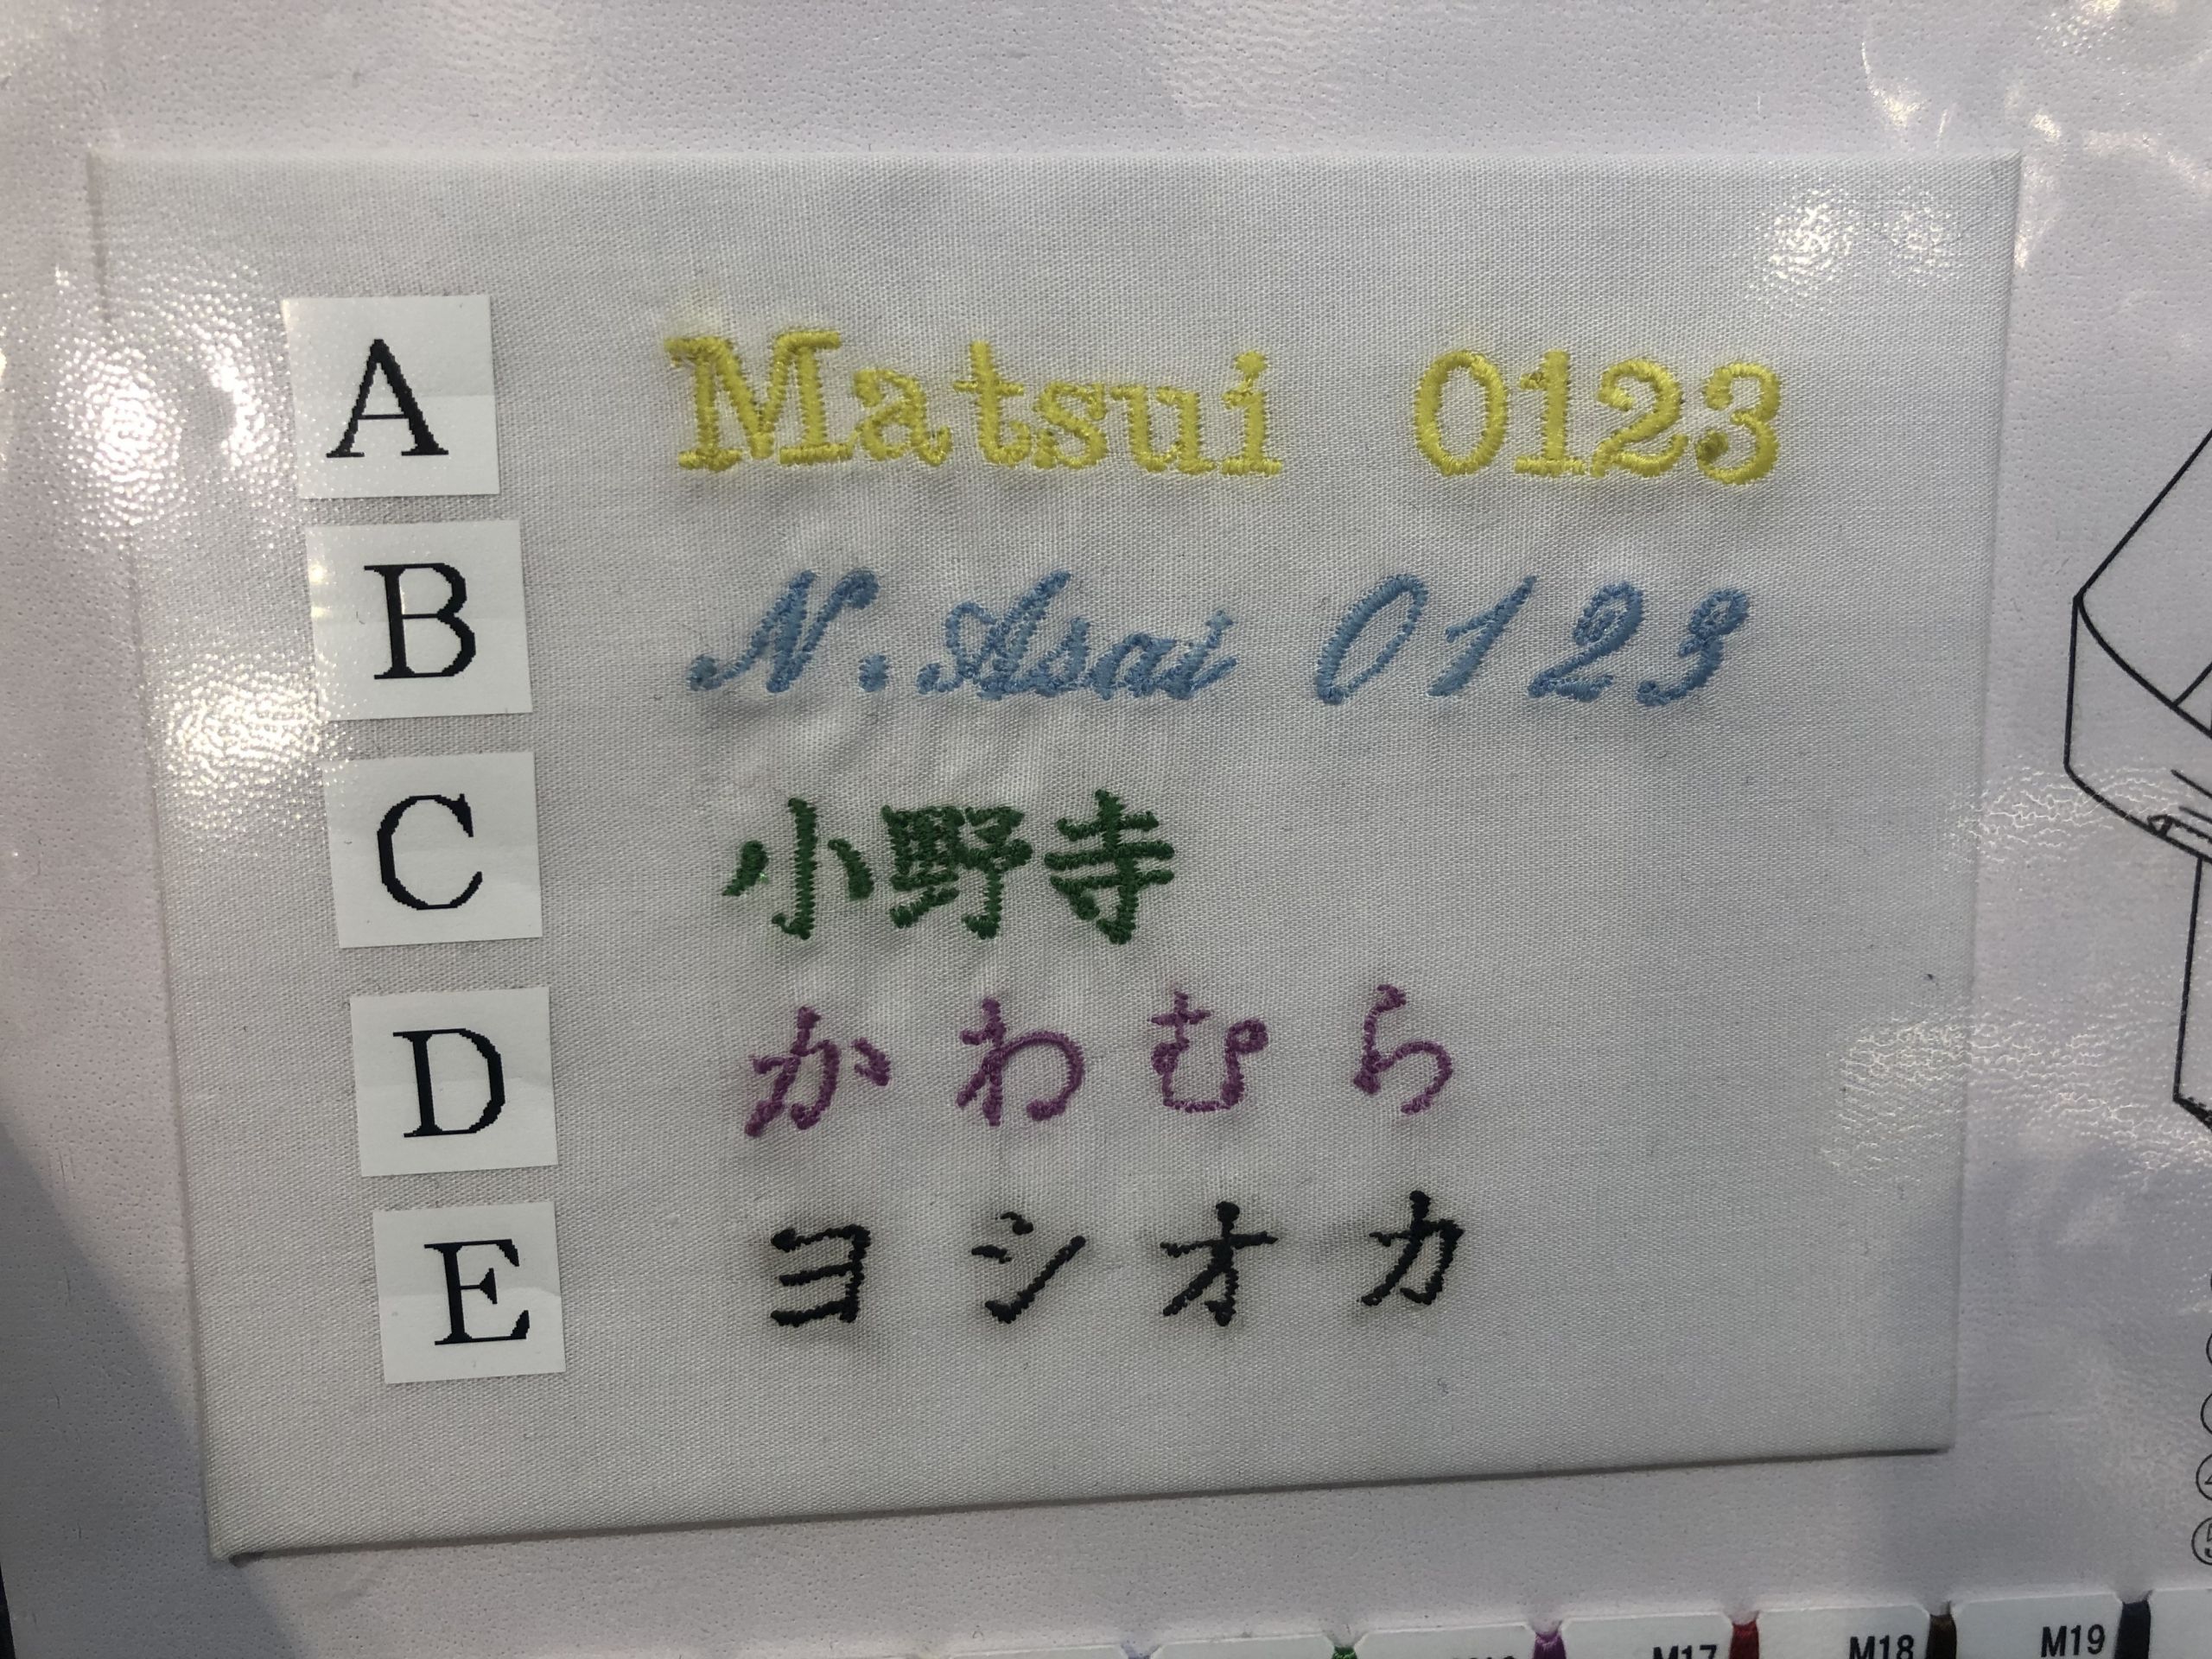 A Matsui 0123
B N. Asai 0123
C 小野寺
D かわむら
E ヨシオカ
M17 M18 M19